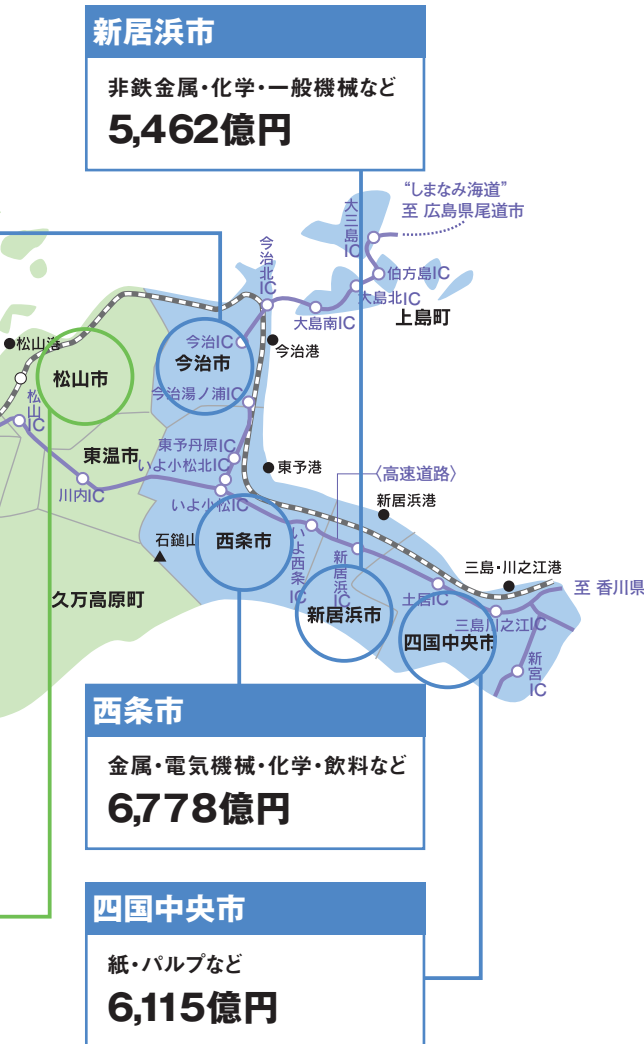 新居浜市
非鉄金属・化学・一般機械など
5,462億円
“しまなみ海道”
至 広島県尾道市
大三島IC
今治北IC
伯方島IC
大島北IC
大島南IC
上島町
松山港
今治IC
今治市
今治港
松山市
今治湯ノ浦IC
松山IC
東温市
東予丹原IC
いよ小松北IC
東予港
〈高速道路〉
川内IC
いよ小松IC
新居浜港
石鎚山
西条市
いよ西条IC
新居浜IC
三島・川之江港
至 香川県
久万高原町
新居浜市
土居IC
三島川之江IC
四国中央市
新宮IC
西条市
金属・電気機械・化学・飲料など
6,778億円
四国中央市
紙・パルプなど
6,115億円